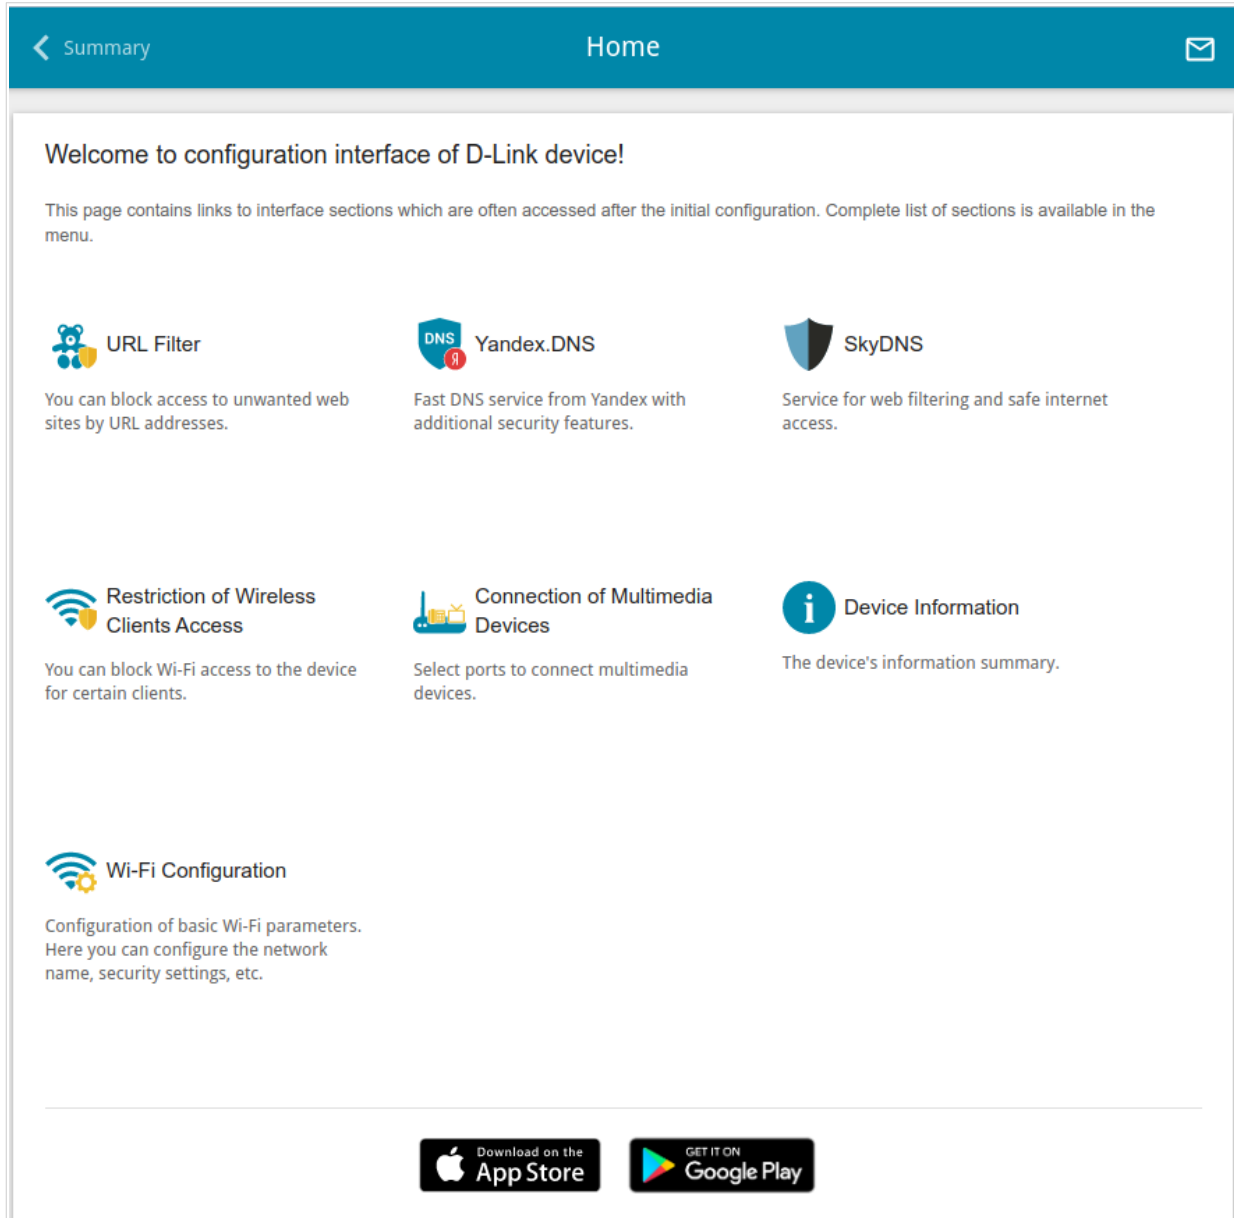 Summary
Home
Welcome to configuration interface of D-Link device!
This page contains links to interface sections which are often accessed after the initial configuration. Complete list of sections is available in the
menu.
URL Filter
You can block access to unwanted web
sites by URL addresses.
DNS
Я
Yandex.DNS
Fast DNS service from Yandex with
additional security features.
SkyDNS
Service for web filtering and safe internet
access.
Restriction of Wireless
Clients Access
You can block Wi-Fi access to the device
for certain clients.
Connection of Multimedia
Devices
Select ports to connect multimedia
devices.
i
Device Information
The device's information summary.
Wi-Fi Configuration
Configuration of basic Wi-Fi parameters.
Here you can configure the network
name, security settings, etc.
Download on the
App Store
GET IT ON
Google Play